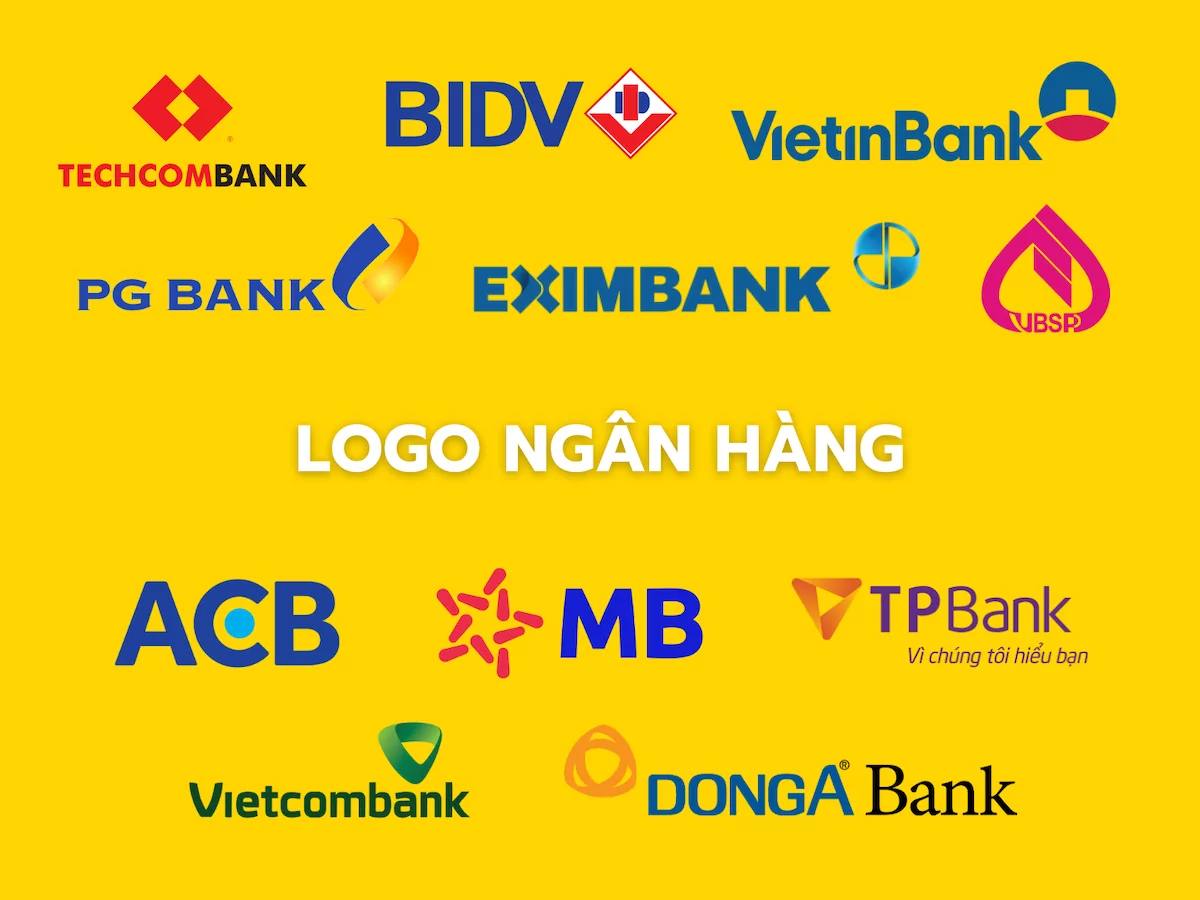 TECHCOMBANK ®
BIDV
VietinBank
PG BANK
EXIMBANK
VBSP
LOGO NGÂN HÀNG
ACB
MB
TPBank
Vì chúng tôi hiểu bạn
Vietcombank
DONGA® Bank